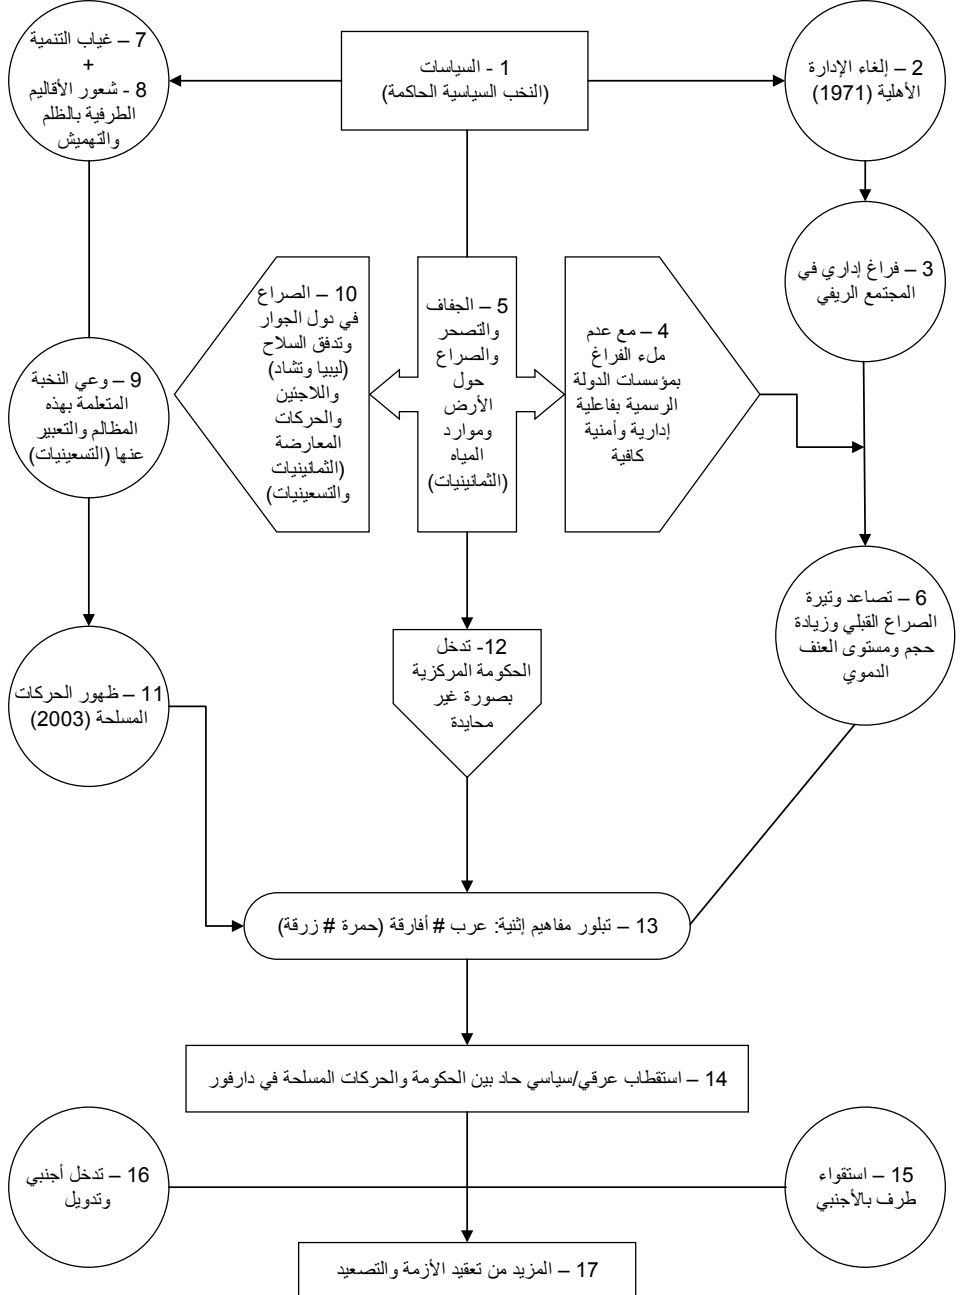 1 - السياسات
(النخب السياسية الحاكمة)
2 – إلغاء الإدارة
الأهلية (1971)
3 – فراغ إداري في
المجتمع الريفي
4 – مع عدم
ملء الفراغ
بمؤسسات الدولة
الرسمية بفاعلية
إدارية وأمنية
كافية
5 – الجفاف
والتصحر
والصراع
حول
الأرض
وموارد
المياه
(الثمانينيات)
6 – تصاعد وتيرة
الصراع القبلي وزيادة
حجم ومستوى العنف
الدموي
7 – غياب التنمية
+
8 - شعور الأقاليم
الطرفية بالظلم
والتهميش
9 – وعي النخبة
المتعلمة بهذه
المظالم والتعبير
عنها (التسعينيات)
10 – الصراع
في دول الجوار
وتدفق السلاح
(ليبيا وتشاد)
واللاجئين
والحركات
المعارضة
(الثمانينيات
والتسعينيات)
11 – ظهور الحركات
المسلحة (2003)
12- تدخل
الحكومة المركزية
بصورة غير
محايدة
13 – تبلور مفاهيم إثنية: عرب # أفارقة (حمرة # زرقة)
14 – استقطاب عرقي/سياسي حاد بين الحكومة والحركات المسلحة في دارفور
15 – استقواء
طرف بالأجنبي
16 – تدخل أجنبي
وتدويل
17 – المزيد من تعقيد الأزمة والتصعيد